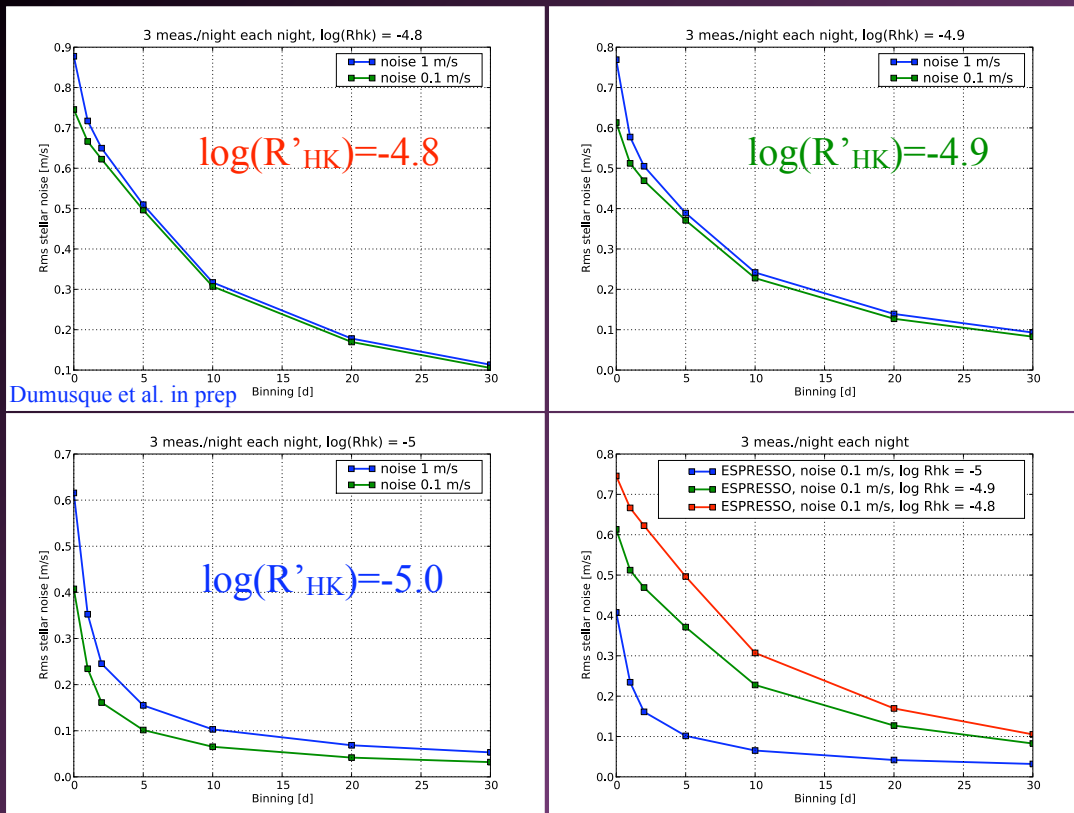 3 meas./night each night, log(Rhk) = -4.8
noise 1 m/s
noise 0.1 m/s
log(R’HK)=-4.8
Rms stellar noise [m/s]
0.9
0.8
0.7
0.6
0.5
0.4
0.3
0.2
0.1
0 5 10 15 20 25 30
Binning [d]
Dumusque et al. in prep
3 meas./night each night, log(Rhk) = -4.9
noise 1 m/s
noise 0.1 m/s
log(R’HK)=-4.9
Rms stellar noise [m/s]
0.8
0.7
0.6
0.5
0.4
0.3
0.2
0.1
0.0
0 5 10 15 20 25 30
Binning [d]
3 meas./night each night, log(Rhk) = -5
noise 1 m/s
noise 0.1 m/s
log(R’HK)=-5.0
Rms stellar noise [m/s]
0.7
0.6
0.5
0.4
0.3
0.2
0.1
0.0
0 5 10 15 20 25 30
Binning [d]
3 meas./night each night
ESPRESSO, noise 0.1 m/s, log Rhk = -5
ESPRESSO, noise 0.1 m/s, log Rhk = -4.9
ESPRESSO, noise 0.1 m/s, log Rhk = -4.8
Rms stellar noise [m/s]
0.8
0.7
0.6
0.5
0.4
0.3
0.2
0.1
0.0
0 5 10 15 20 25 30
Binning [d]